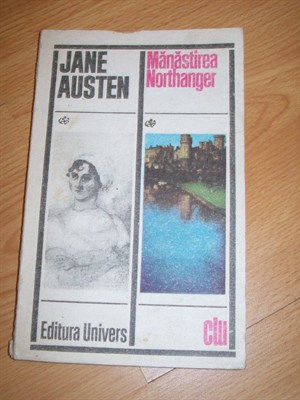 JANE
AUSTEN
Mănăstirea
Northanger
Editura Univers
clu